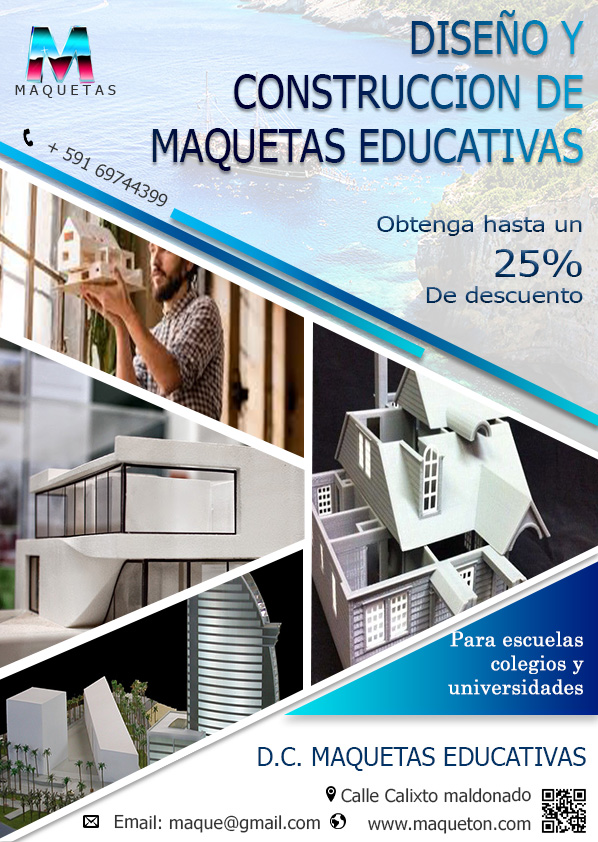 M
MAQUETAS
+ 591 69744399
DISEÑO Y
CONSTRUCCION DE
MAQUETAS EDUCATIVAS
Obtenga hasta un
25%
De descuento
Para escuelas
colegios y
universidades
D.C. MAQUETAS EDUCATIVAS
Calle Calixto maldonado
Email: maque@gmail.com
www.maqueton.com